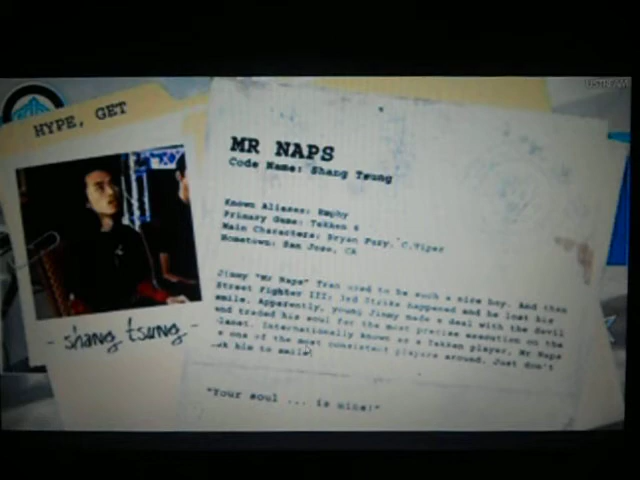 USTREAM
HYPE, GET
MR NAPS
Code Name: Shang Tsung
Known Aliases: Emphy
Primary Game: Tekken 6
Main Characters: Bryan Fury, C.Viper
Hometown: San Jose, CA
Jimmy "Mr Naps" Tran used to be such a nice boy. And then
Street Fighter III: 3rd Strike happened and he lost his
smile. Apparently, young Jimmy made a deal with the devil
and traded his soul for the most precise execution on the
lanet. Internationally known as a Tekken player, Mr Naps
one of the most consistent players around. Just don't
k him to smile
- shang tsung -
"Your soul ... is mine!"